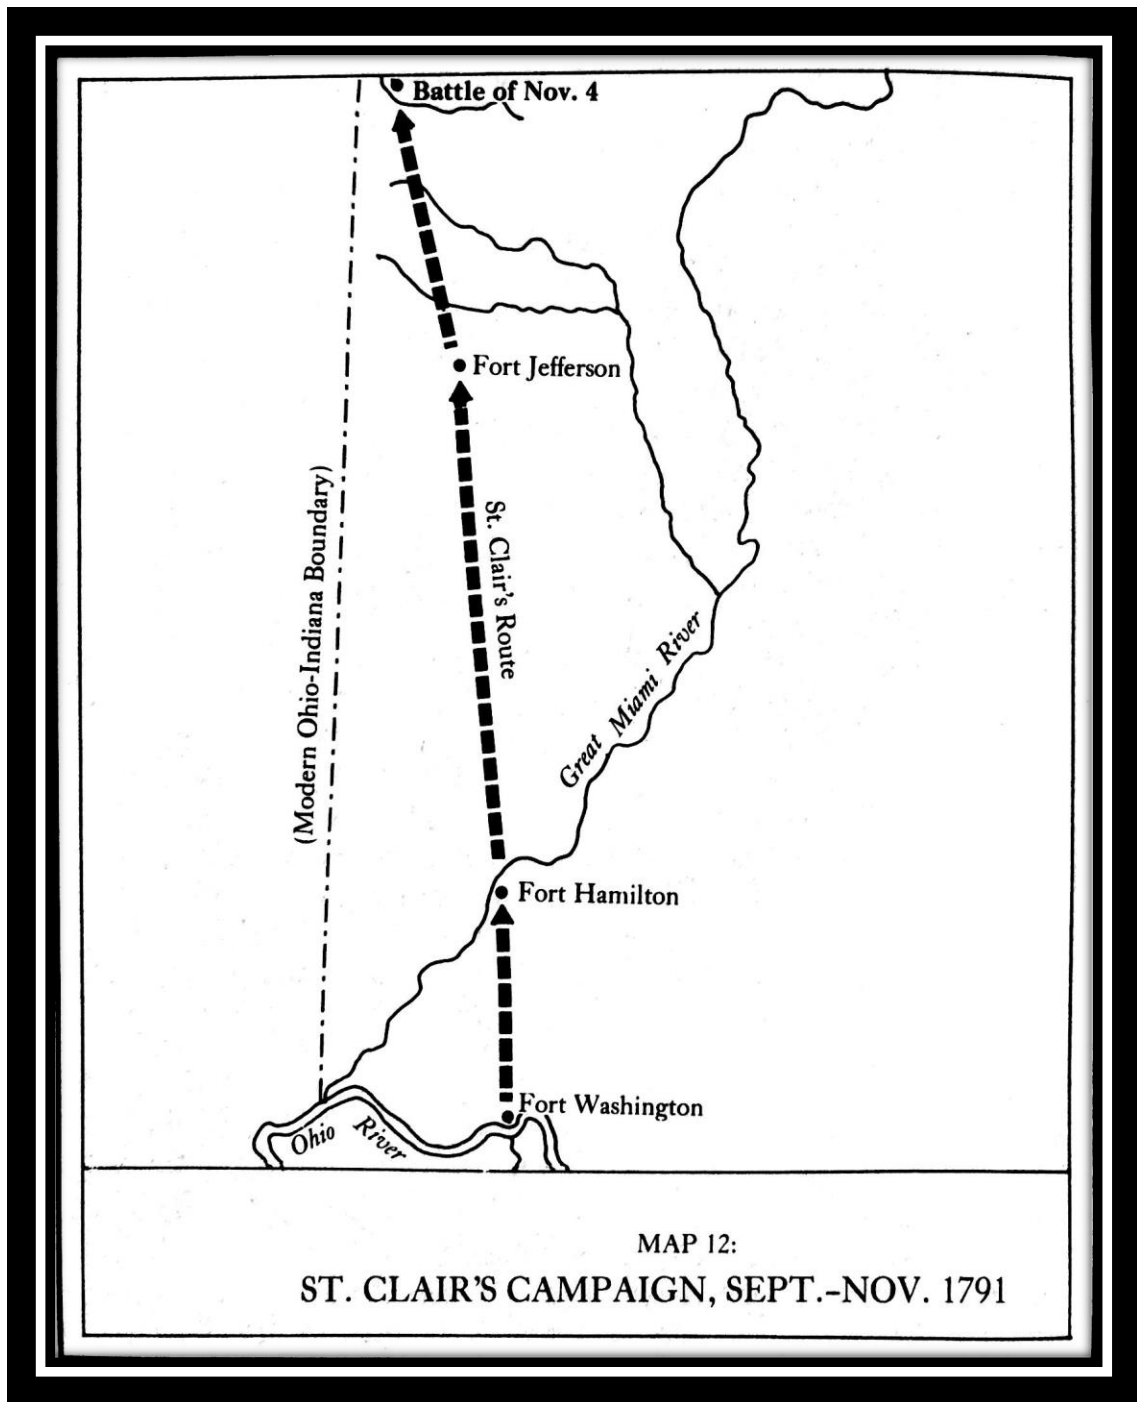 Battle of Nov. 4
Fort Jefferson
St. Clair's Route
(Modern Ohio-Indiana Boundary)
Great Miami River
Fort Hamilton
Fort Washington
Ohio River
MAP 12:
ST. CLAIR'S CAMPAIGN, SEPT.–NOV. 1791